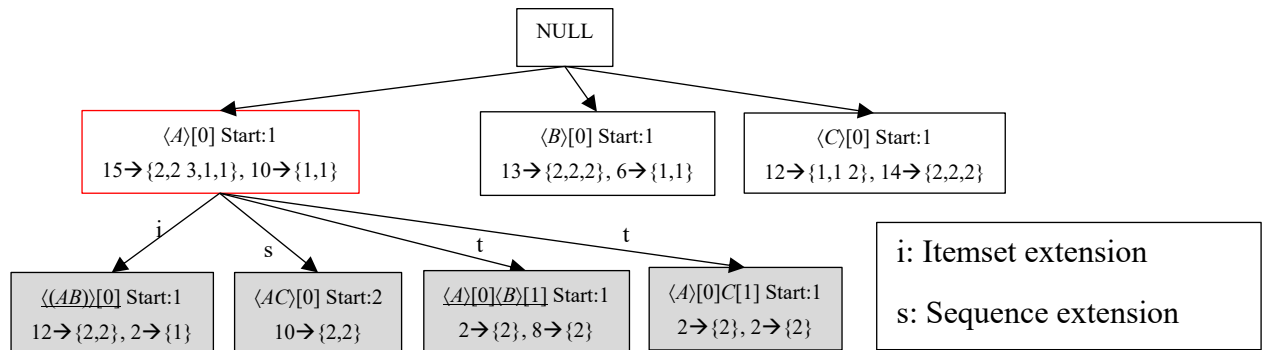 NULL
⟨A⟩[0] Start:1
15→{2,2 3,1,1}, 10→{1,1}
⟨B⟩[0] Start:1
13→{2,2,2}, 6→{1,1}
⟨C⟩[0] Start:1
12→{1,1 2}, 14→{2,2,2}
i
s
t
t
⟨(AB)⟩[0] Start:1
12→{2,2}, 2→{1}
⟨AC⟩[0] Start:2
10→{2,2}
⟨A⟩[0]⟨B⟩[1] Start:1
2→{2}, 8→{2}
⟨A⟩[0]C[1] Start:1
2→{2}, 2→{2}
i: Itemset extension
s: Sequence extension